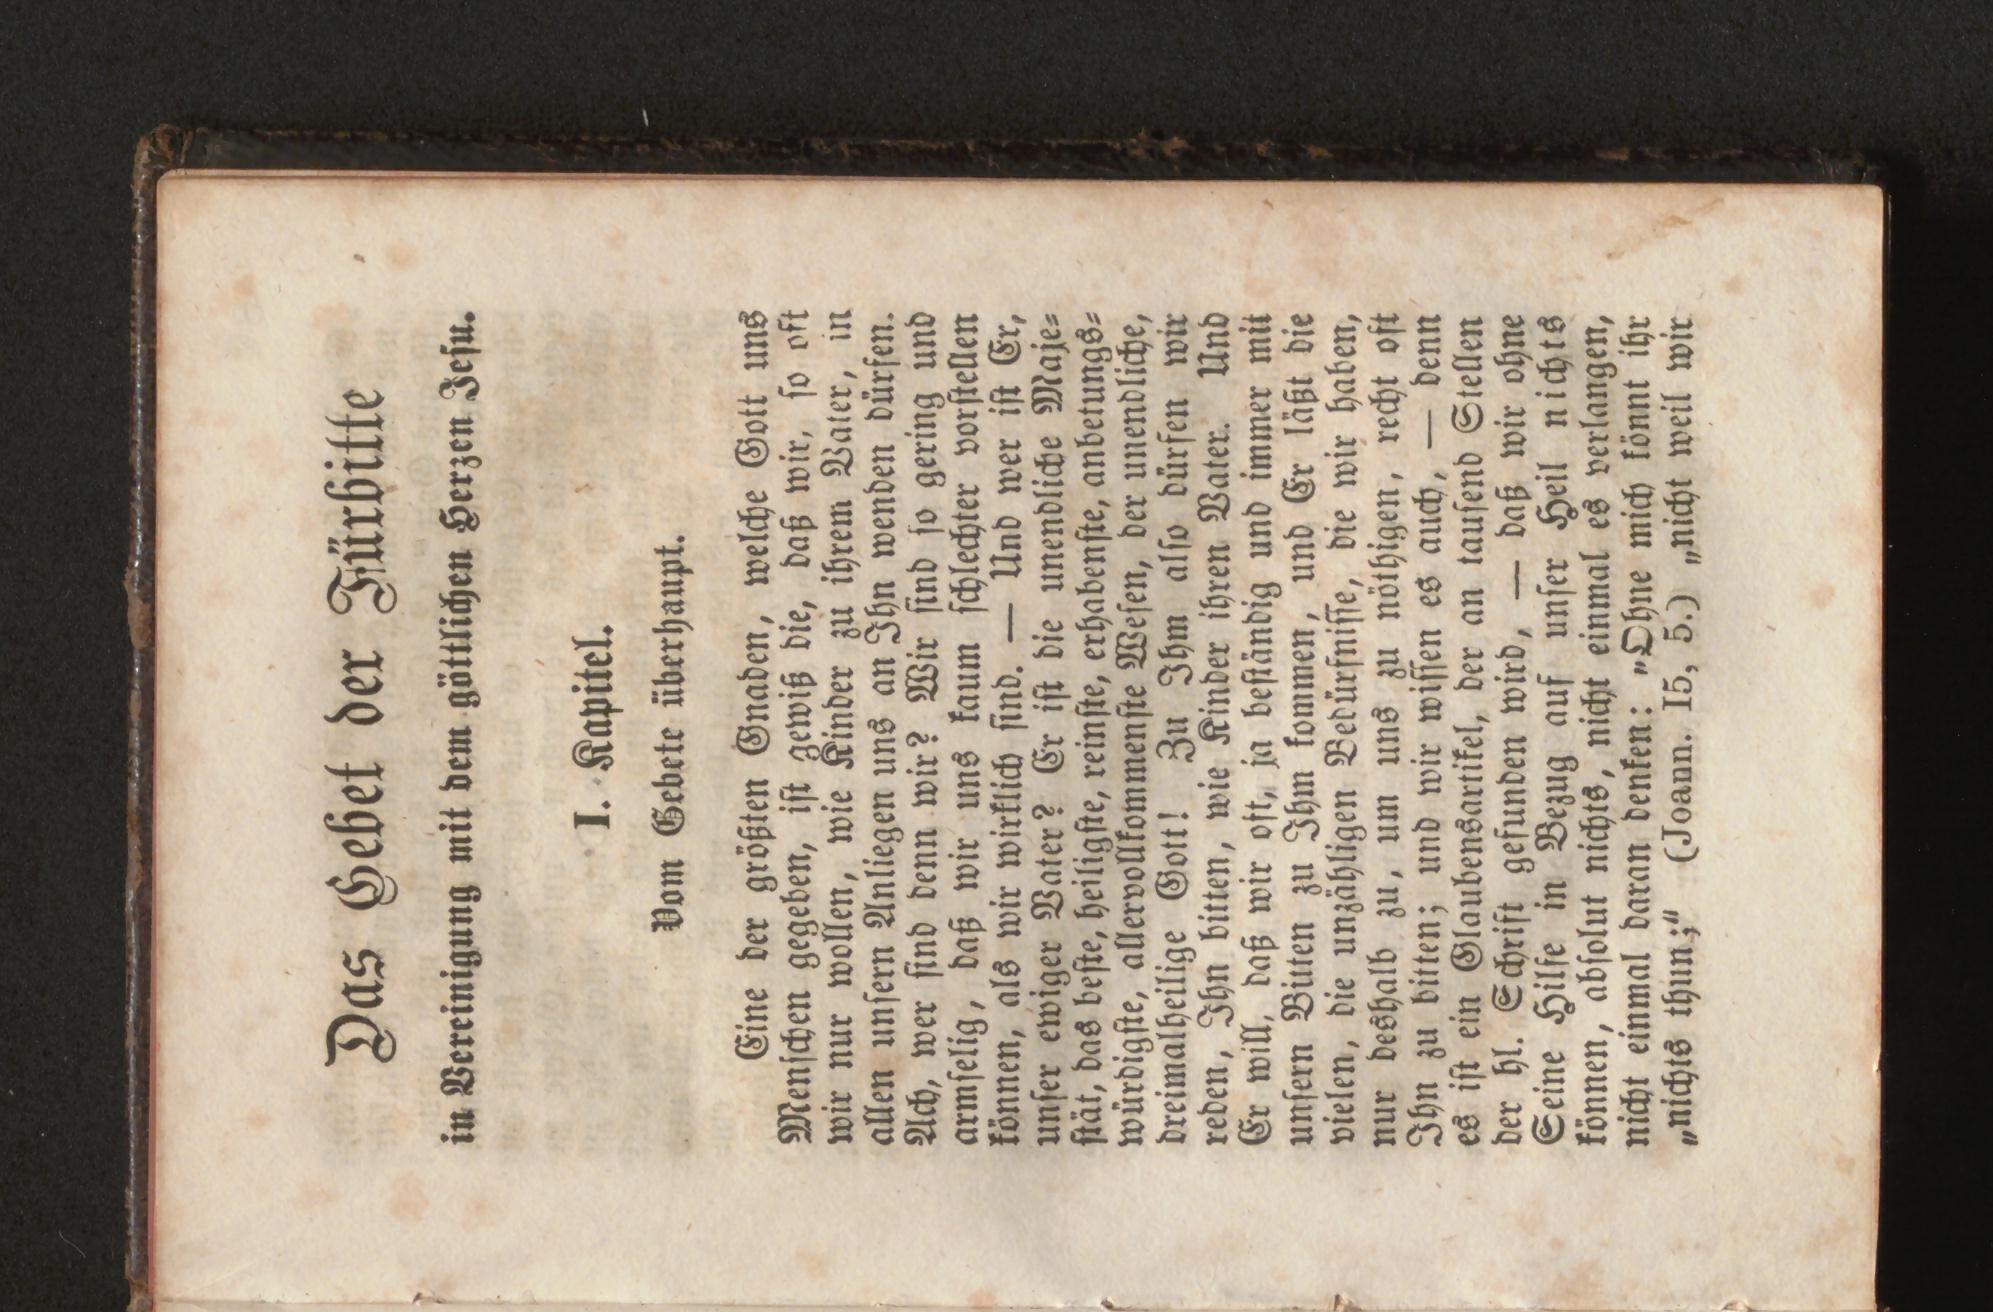 Das Gebet der Fürbitte
in Vereinigung mit dem göttlichen Herzen Jesu.
I. Kapitel.
Vom Gebete überhaupt.
Eine der größten Gnaden, welche Gott uns
Menschen gegeben, ist gewiß die, daß wir, so oft
wir nur wollen, wie Kinder zu ihrem Vater, in
allen unsern Anliegen uns an Ihn wenden dürfen.
Ach, wer sind denn wir? Wir sind so gering und
armselig, daß wir uns kaum schlechter vorstellen
können, als wir wirklich sind. — Und wer ist Er,
unser ewiger Vater? Er ist die unendliche Maje-
stät, das beste, heiligste, reinste, erhabenste, anbetungs-
würdigste, allervollkommenste Wesen, der unendliche,
dreimalheilige Gott! Zu Ihm also dürfen wir
reden, Ihn bitten, wie Kinder ihren Vater. Und
Er will, daß wir oft, ja beständig und immer mit
unsern Bitten zu Ihm kommen, und Er läßt die
vielen, die unzähligen Bedürfnisse, die wir haben,
nur deshalb zu, um uns zu nöthigen, recht oft
Ihn zu bitten; und wir wissen es auch, — denn
es ist ein Glaubensartikel, der an tausend Stellen
der hl. Schrift gefunden wird, — daß wir ohne
Seine Hilfe in Bezug auf unser Heil nichts
können, absolut nichts, nicht einmal es verlangen,
nicht einmal daran denken: „Ohne mich könnt ihr
„nichts thun;“ (Joann. 15, 5.) „nicht weil wir